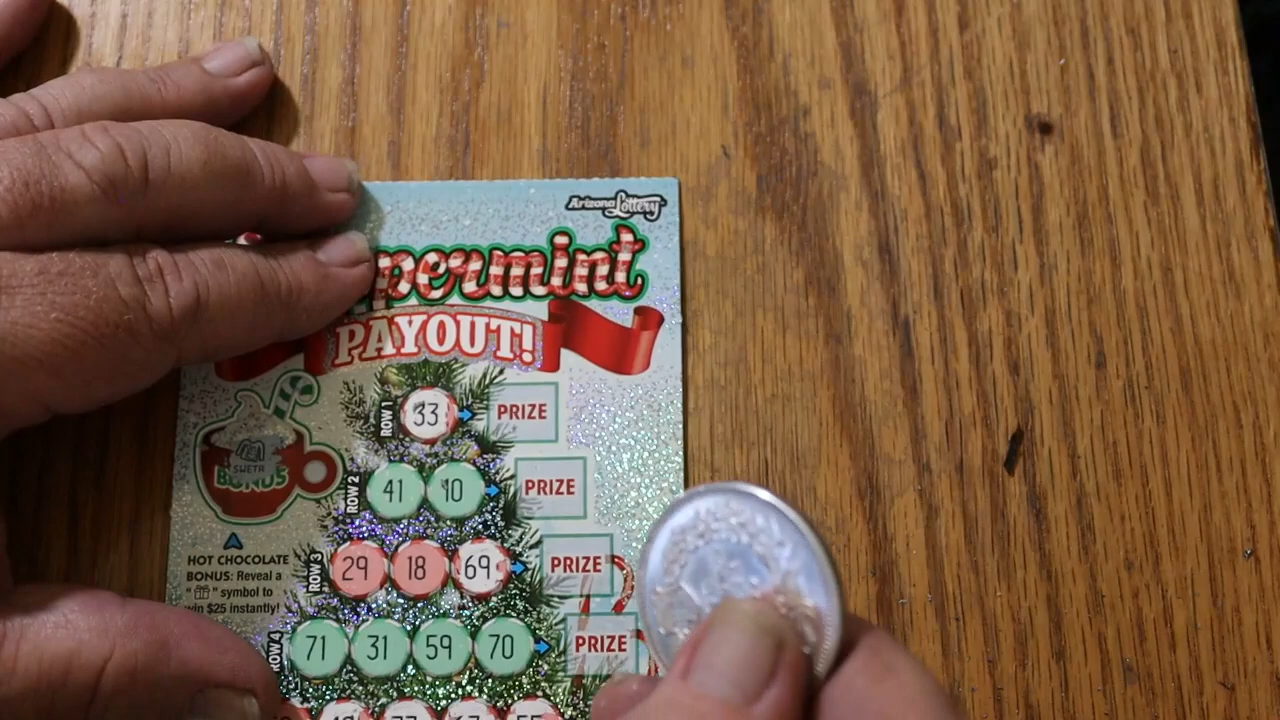 Arizona Lottery
permint
PAYOUT!
ROW 1 33 PRIZE
SWETR
BONUS
ROW 2 41 10 PRIZE
ROW 3 29 18 69 PRIZE
HOT CHOCOLATE
BONUS: Reveal a
" " symbol to
win $25 instantly!
ROW 4 71 31 59 70 PRIZE